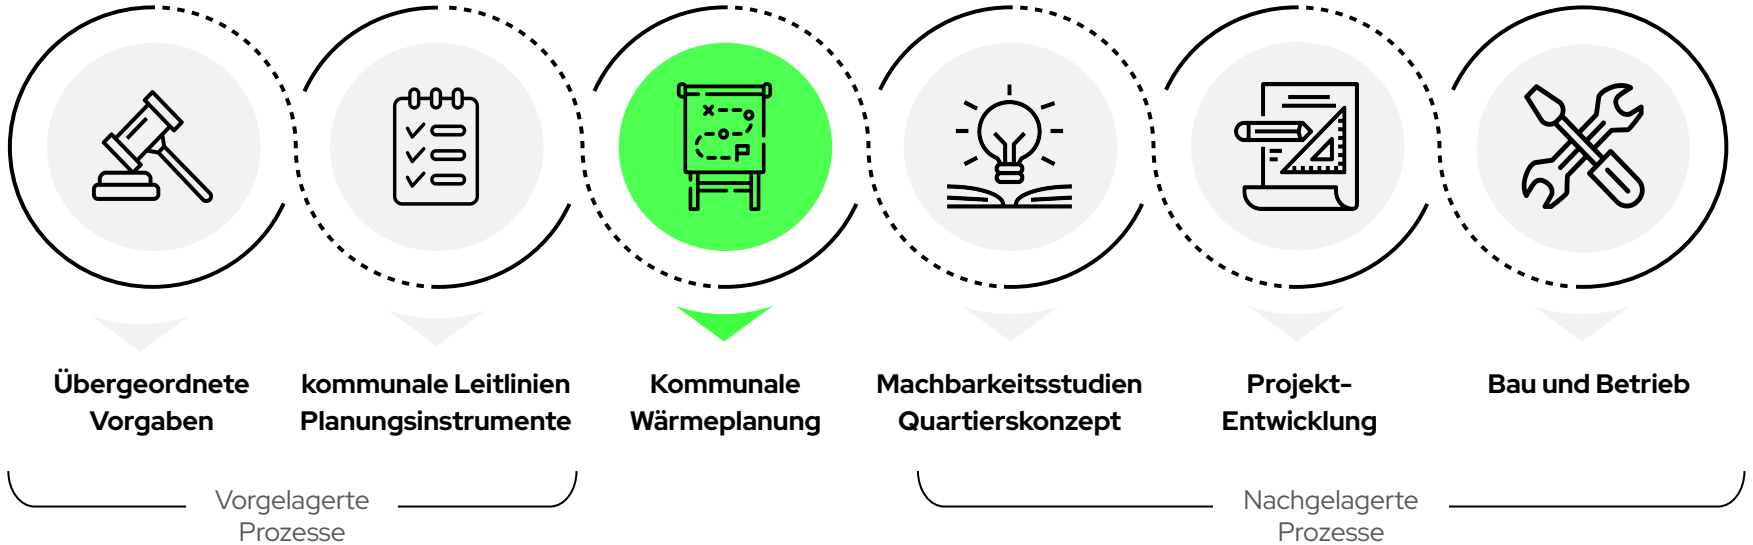 Übergeordnete
Vorgaben
kommunale Leitlinien
Planungsinstrumente
Kommunale
Wärmeplanung
Machbarkeitsstudien
Quartierskonzept
Projekt-
Entwicklung
Bau und Betrieb
Vorgelagerte
Prozesse
Nachgelagerte
Prozesse